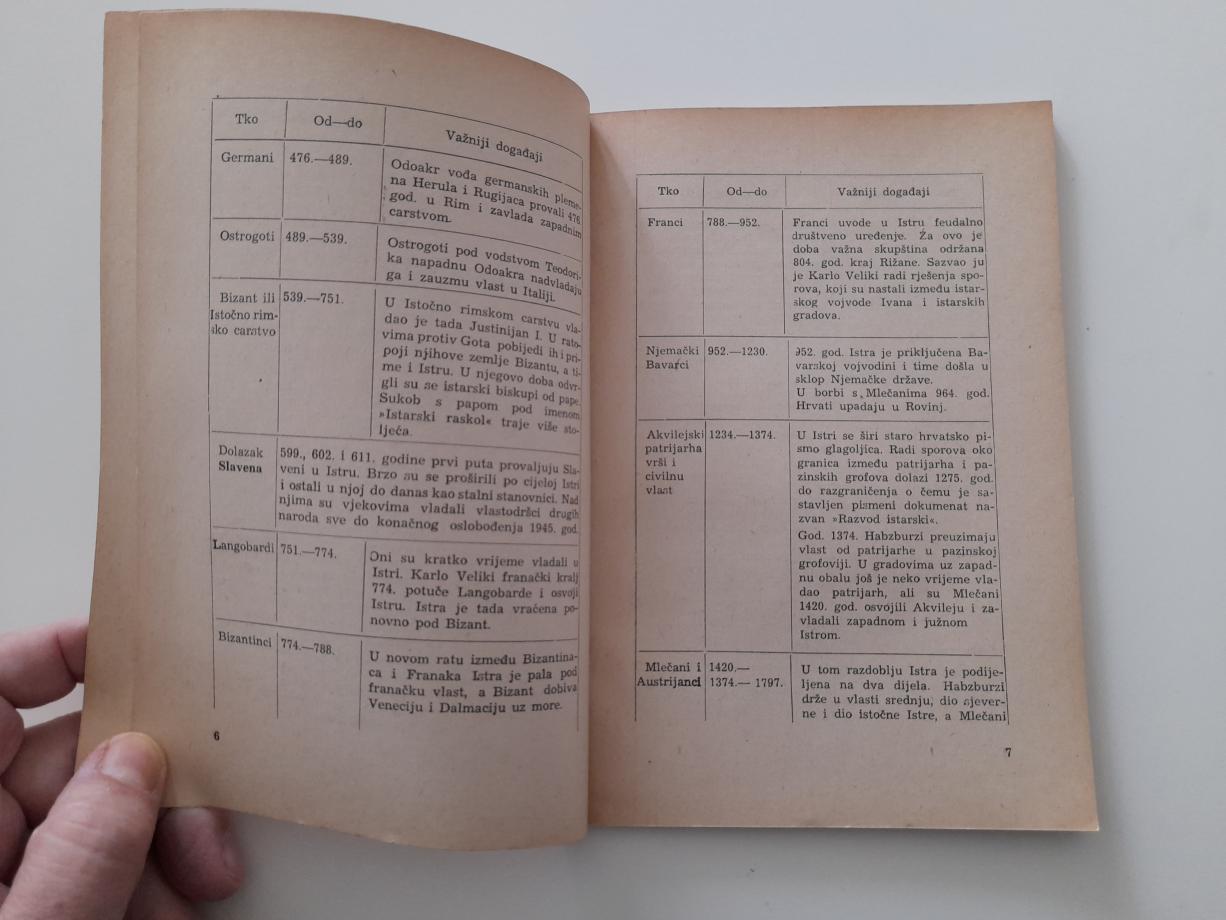 Tko Od—do Važniji događaji
Germani 476.—489. Odoakr vođa germanskih pleme-
na Herula i Rugijaca provali 476.
god. u Rim i zavlada zapadnim
carstvom.
Ostrogoti 489.—539. Ostrogoti pod vodstvom Teodori-
ka napadnu Odoakra nadvladaju
ga i zauzmu vlast u Italiji.
Bizant ili 539.—751.
Istočno rim-
sko carstvo
U Istočno rimskom carstvu vla-
dao je tada Justinijan I. U rato-
vima protiv Gota pobijedi ih i pri-
poji njihove zemlje Bizantu, a ti-
me i Istru. U njegovo doba odvr-
gli su se istarski biskupi od pape.
Sukob s papom pod imenom
»Istarski raskol« traje više sto-
ljeća.
Dolazak
Slavena
599., 602. i 611. godine prvi puta provaljuju Sla-
veni u Istru. Brzo su se proširili po cijeloj Istri
i ostali u njoj do danas kao stalni stanovnici. Nad
njima su vjekovima vladali vlastodršci drugih
naroda sve do konačnog oslobođenja 1945. god.
Langobardi 751.—774. Oni su kratko vrijeme vladali u
Istri. Karlo Veliki franački kralj
774. potuče Langobarde i osvoji
Istru. Istra je tada vraćena po-
novno pod Bizant.
Bizantinci 774.—788. U novom ratu između Bizantina-
ca i Franaka Istra je pala pod
franačku vlast, a Bizant dobiva
Veneciju i Dalmaciju uz more.
6
Tko Od—do Važniji događaji
Franci 788.—952. Franci uvode u Istru feudalno
društveno uređenje. Za ovo je
doba važna skupština održana
804. god. kraj Rižane. Sazvao ju
je Karlo Veliki radi rješenja spo-
rova, koji su nastali između istar-
skog vojvode Ivana i istarskih
gradova.
Njemački 952.—1230.
Bavarci
952. god. Istra je priključena Ba-
varskoj vojvodini i time došla u
sklop Njemačke države.
U borbi s Mlečanima 964. god.
Hrvati upadaju u Rovinj.
Akvilejski 1234.—1374.
patrijarha
vrši i
civilnu
vlast
U Istri se širi staro hrvatsko pi-
smo glagoljica. Radi sporova oko
granica između patrijarha i pa-
zinskih grofova dolazi 1275. god.
do razgraničenja o čemu je sa-
stavljen pismeni dokumenat na-
zvan »Razvod istarski«.
God. 1374. Habzburzi preuzimaju
vlast od patrijarhe u pazinskoj
grofoviji. U gradovima uz zapad-
nu obalu još je neko vrijeme vla-
dao patrijarh, ali su Mlečani
1420. god. osvojili Akvileju i za-
vladali zapadnom i južnom
Istrom.
Mlečani i 1420.—
Austrijanci 1374.— 1797.
U tom razdoblju Istra je podije-
ljena na dva dijela. Habzburzi
drže u vlasti srednju, dio sjever-
ne i dio istočne Istre, a Mlečani
7